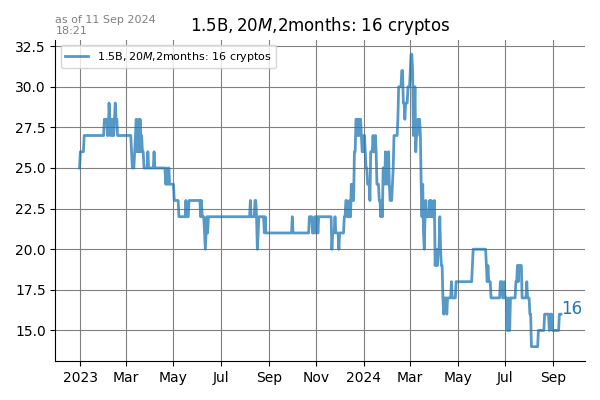 as of 11 Sep 2024
18:21
1.5B, 20M,2months: 16 cryptos
1.5B, 20M,2months: 16 cryptos
32.5
30.0
27.5
25.0
22.5
20.0
17.5
15.0
16
2023 Mar May Jul Sep Nov 2024 Mar May Jul Sep